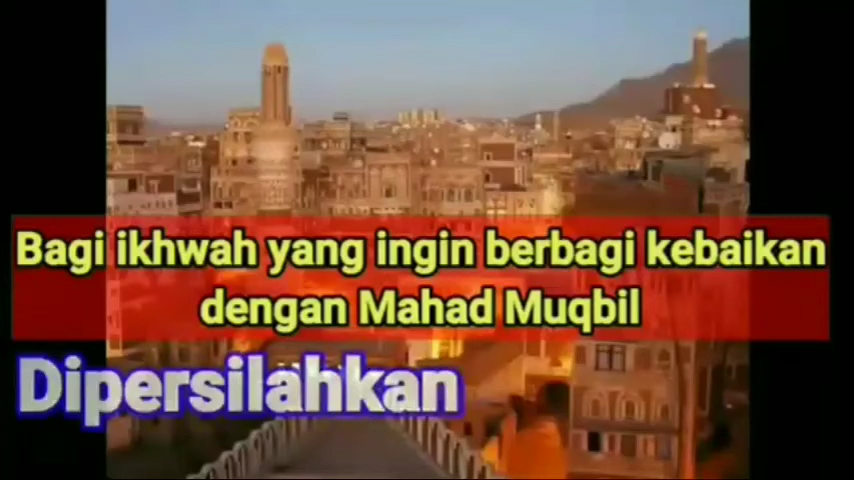 Bagi ikhwah yang ingin berbagi kebaikan
dengan Mahad Muqbil
Dipersilahkan